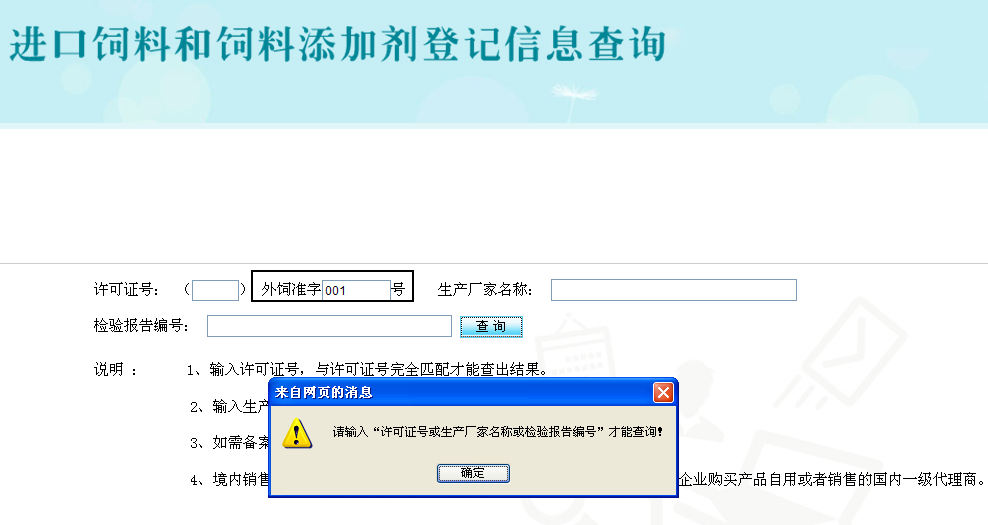 进口饲料和饲料添加剂登记信息查询
许可证号: ( ) 外饲准字001号 生产厂家名称:
检验报告编号: 查询
说明 : 1、输入许可证号，与许可证号完全匹配才能查出结果。
来自网页的消息
2、输入生产
请输入“许可证号或生产厂家名称或检验报告编号”才能查询!
3、如需备案
确定
4、境内销售 企业购买产品自用或者销售的国内一级代理商。